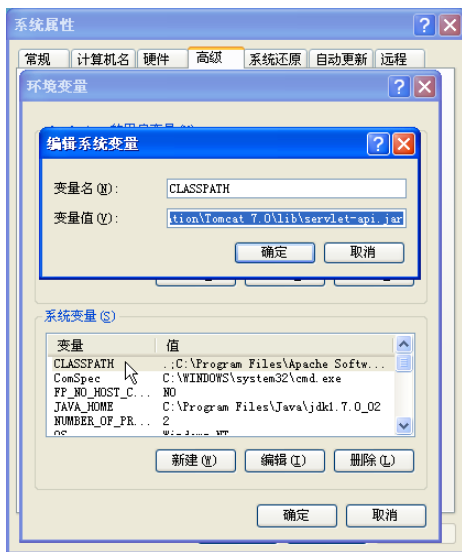 系统属性
常规 计算机名 硬件 高级 系统还原 自动更新 远程
环境变量
编辑系统变量
变量名(N): CLASSPATH
变量值(V): ation\Tomcat 7.0\lib\servlet-api.jar
确定 取消
系统变量(S)
变量 值
CLASSPATH .;C:\Program Files\Apache Softw...
ComSpec C:\WINDOWS\system32\cmd.exe
FP_NO_HOST_C... NO
JAVA_HOME C:\Program Files\Java\jdk1.7.0_02
NUMBER_OF_PR... 2
OS Windows_NT
新建(W) 编辑(I) 删除(L)
确定 取消